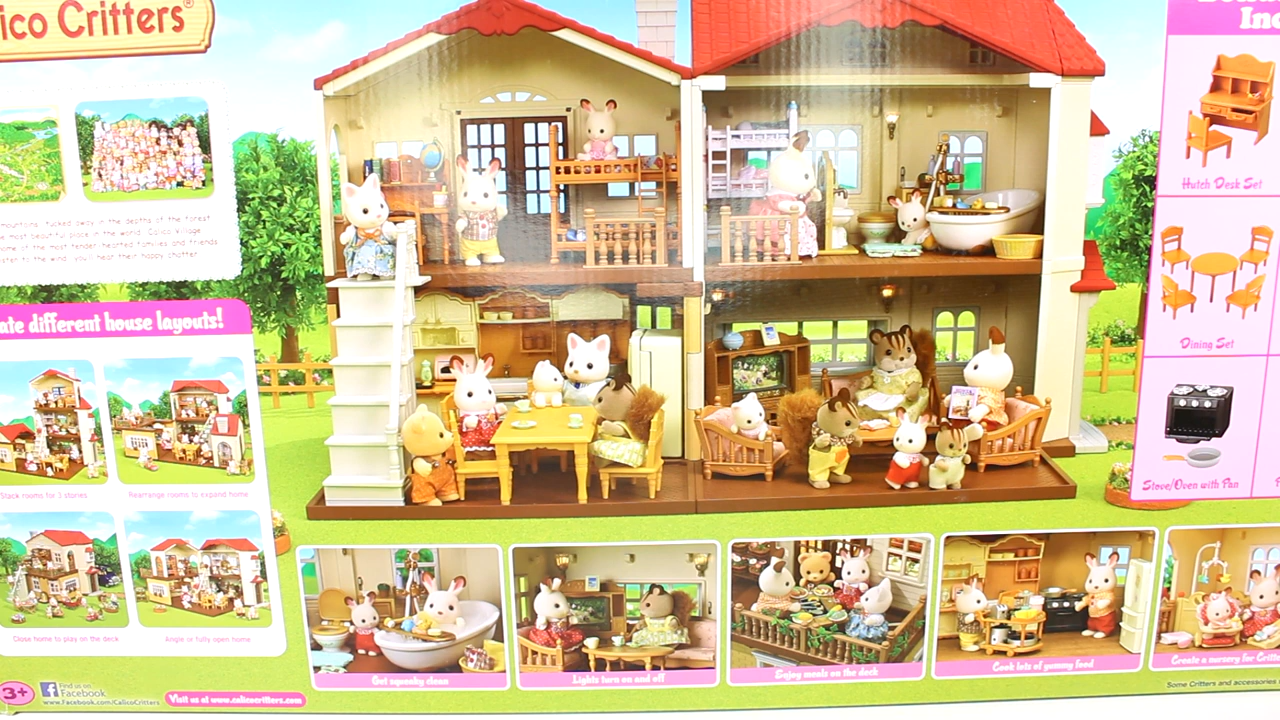 ico Critters
mountains, tucked away in the depths of the forest
most beautiful place in the world. Calico Village
ome of the most tender-hearted families and friends
isten to the wind, you'll hear their happy chatter.
ate different house layouts!
Stack rooms for 3 stories
Rearrange rooms to expand home
Close home to play on the deck
Angle or fully open home
3+
Find us on
Facebook
www.Facebook.com/CalicoCritters
Visit us at www.calicocritters.com
Get squeaky clean
Lights turn on and off
Enjoy meals on the deck
Cook lots of yummy food
Create a nursery for Critte
Some Critters and accessories
Inc
Hutch Desk Set
Dining Set
Stove/Oven with Pan